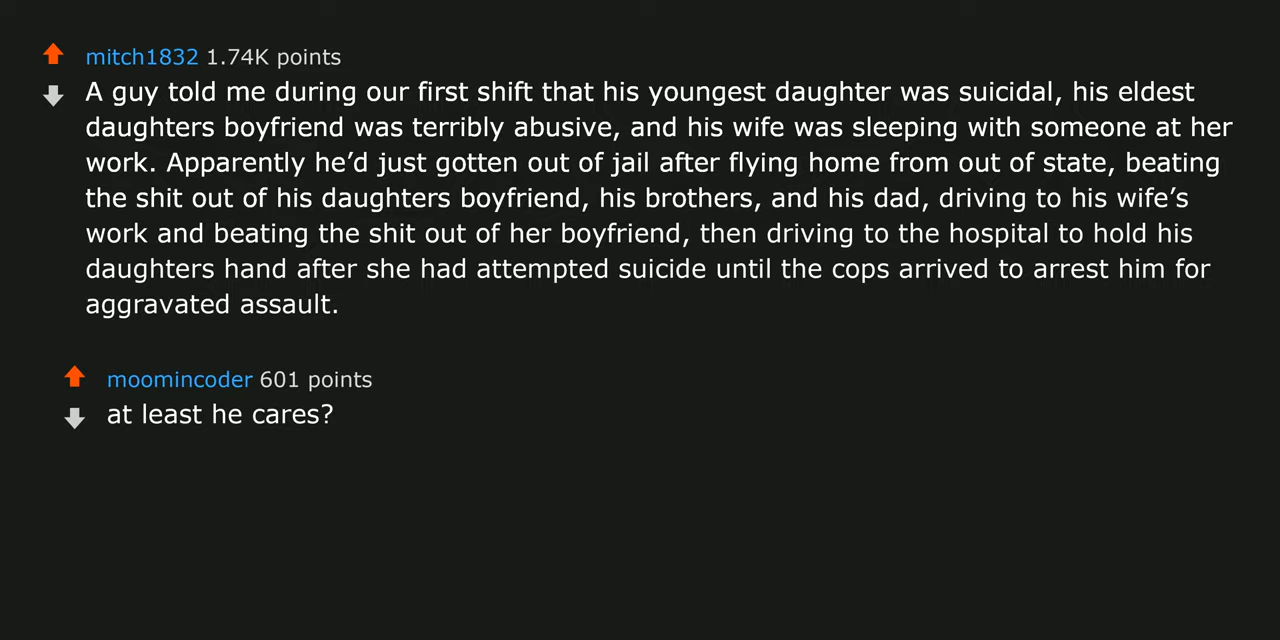 mitch1832 1.74K points
A guy told me during our first shift that his youngest daughter was suicidal, his eldest
daughters boyfriend was terribly abusive, and his wife was sleeping with someone at her
work. Apparently he’d just gotten out of jail after flying home from out of state, beating
the shit out of his daughters boyfriend, his brothers, and his dad, driving to his wife’s
work and beating the shit out of her boyfriend, then driving to the hospital to hold his
daughters hand after she had attempted suicide until the cops arrived to arrest him for
aggravated assault.
moomincoder 601 points
at least he cares?